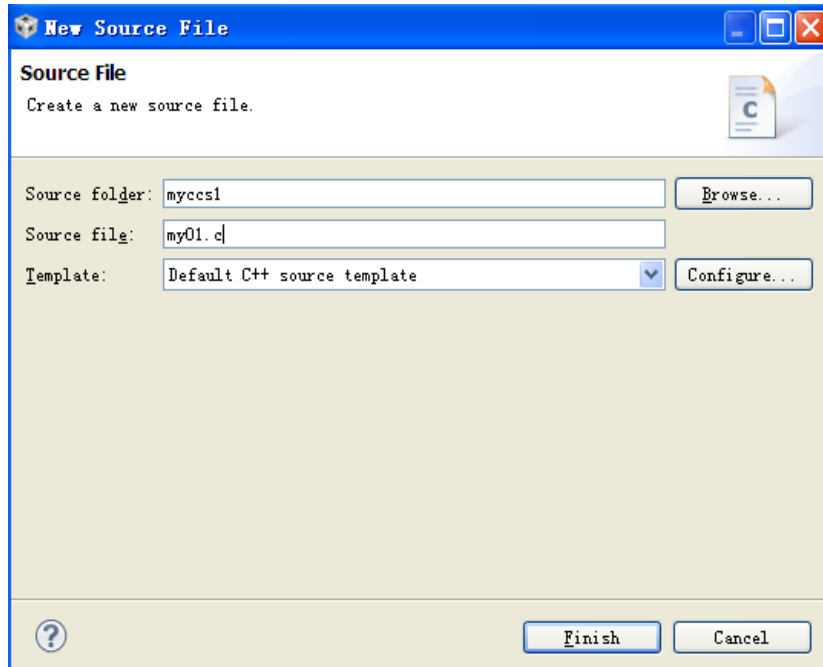 New Source File
Source File
Create a new source file.
C
Source folder: myccs1 Browse...
Source file: my01.c
Template: Default C++ source template Configure...
? Finish Cancel